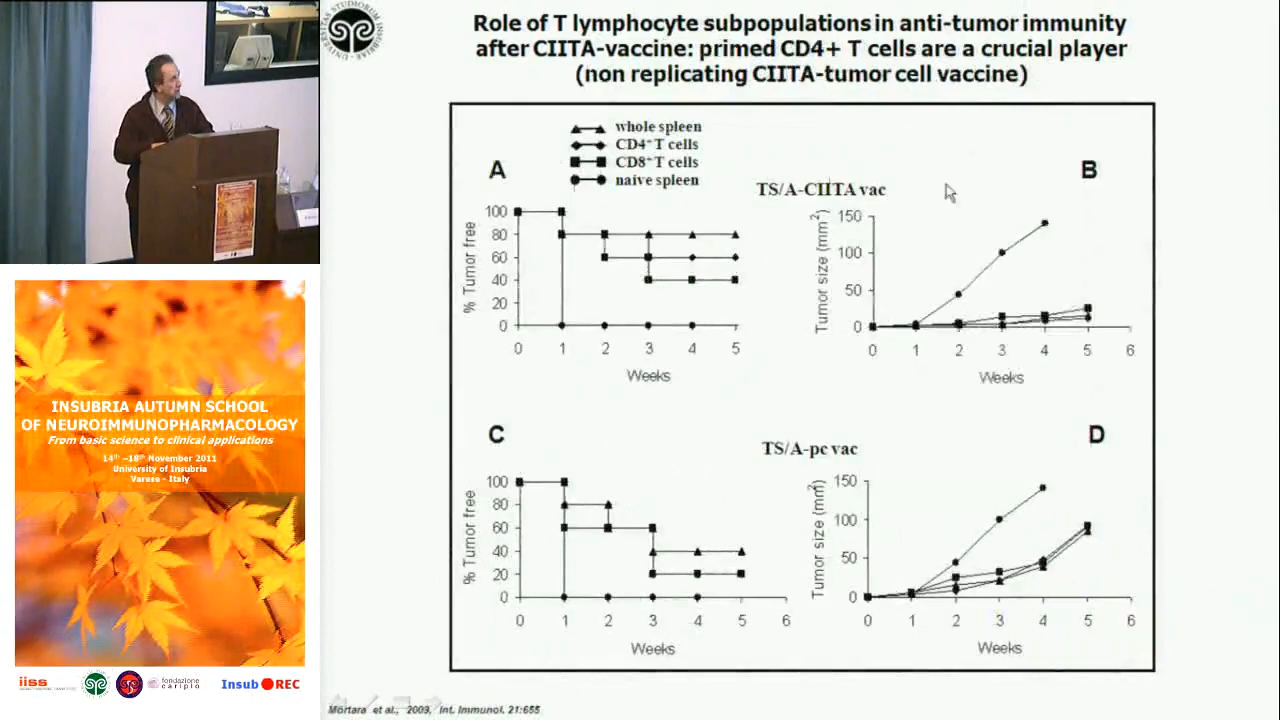 Role of T lymphocyte subpopulations in anti-tumor immunity
after CIITA-vaccine: primed CD4+ T cells are a crucial player
(non replicating CIITA-tumor cell vaccine)
whole spleen
CD4+ T cells
CD8+ T cells
naive spleen
A
TS/A-CIITA vac
B
% Tumor free
100
80
60
40
20
0
0 1 2 3 4 5
Weeks
Tumor size (mm2)
150
100
50
0
0 1 2 3 4 5 6
Weeks
C
TS/A-pc vac
D
% Tumor free
100
80
60
40
20
0
0 1 2 3 4 5 6
Weeks
Tumor size (mm2)
150
100
50
0
0 1 2 3 4 5 6
Weeks
Mortara et al., 2009, Int. Immunol. 21:655
INSUBRIA AUTUMN SCHOOL
OF NEUROIMMUNOPHARMACOLOGY
From basic science to clinical applications
14th –18th November 2011
University of Insubria
Varese - Italy
iiss
fondazione
cariplo
Insub REC